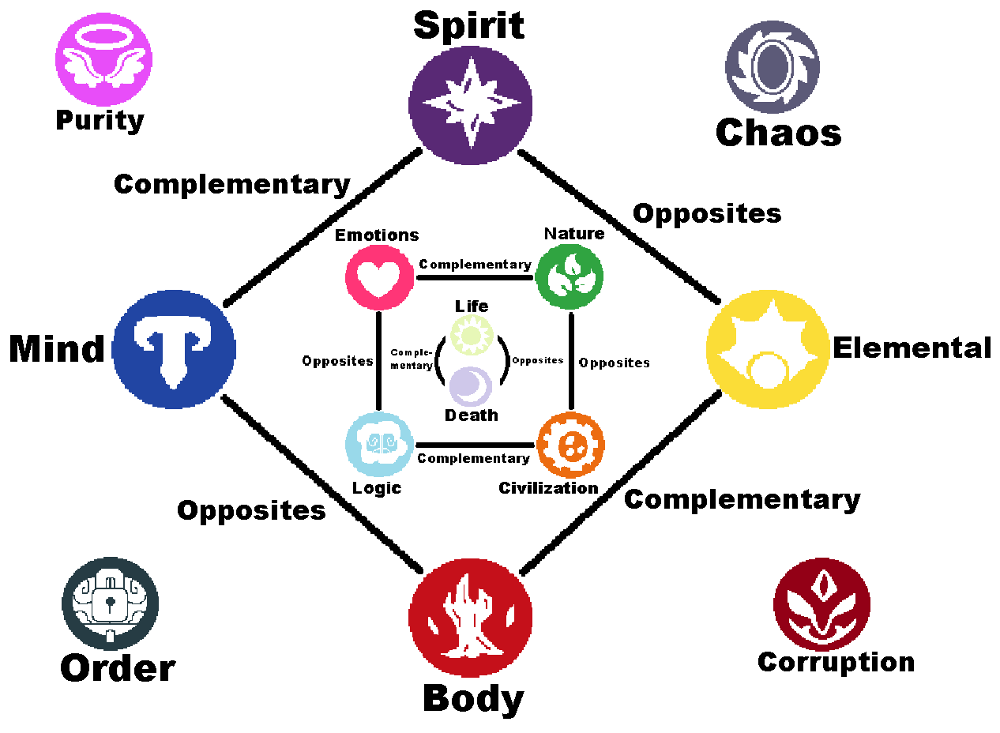 Spirit
Purity
Chaos
Complementary
Opposites
Emotions
Nature
Complementary
Life
Mind
Elemental
Opposites
Comple-
mentary
Opposites
Opposites
Death
Complementary
Logic
Civilization
Opposites
Complementary
Order
Corruption
Body